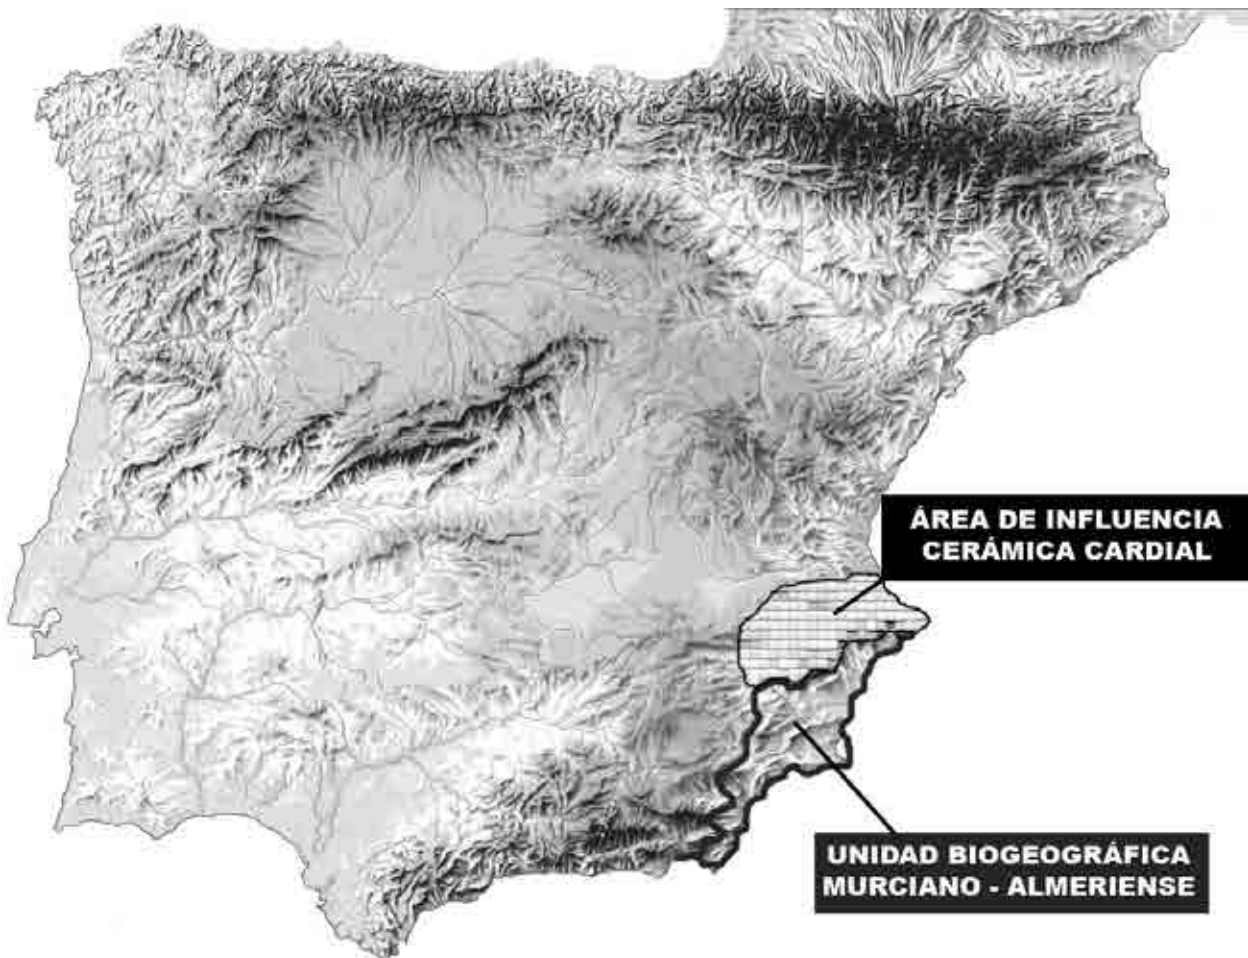 ÁREA DE INFLUENCIA
CERÁMICA CARDIAL
UNIDAD BIOGEOGRÁFICA
MURCIANO - ALMERIENSE